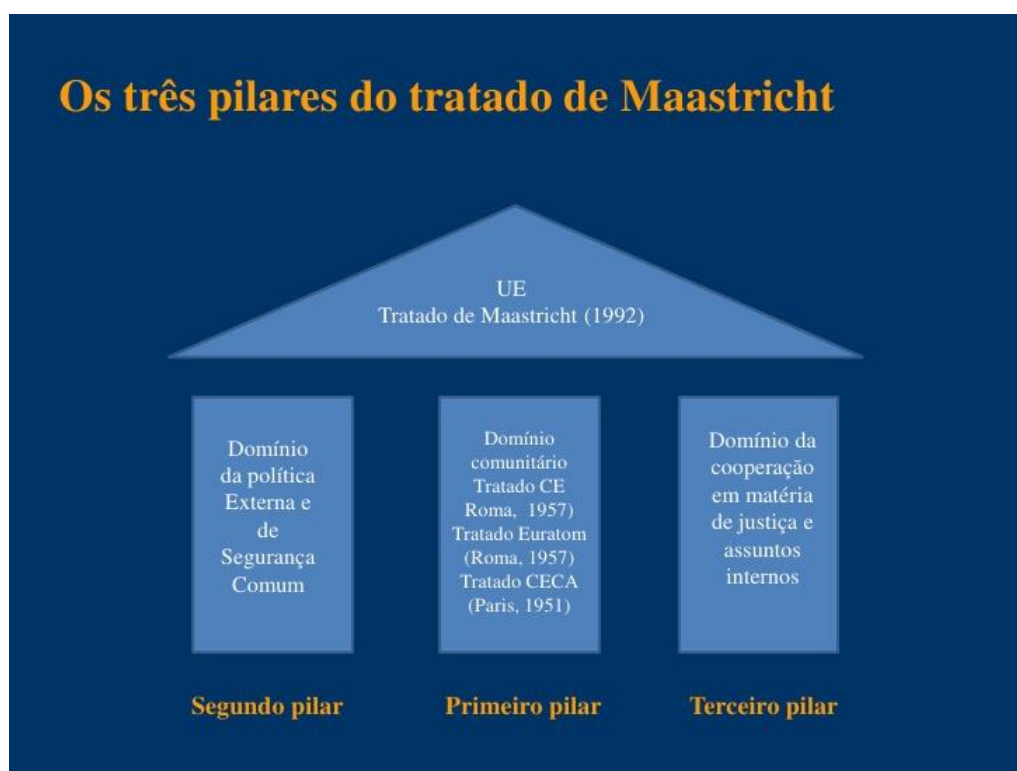 Os três pilares do tratado de Maastricht
UE
Tratado de Maastricht (1992)
Domínio
da política
Externa e
de
Segurança
Comum
Domínio
comunitário
Tratado CE
Roma, 1957)
Tratado Euratom
(Roma, 1957)
Tratado CECA
(Paris, 1951)
Domínio da
cooperação
em matéria
de justiça e
assuntos
internos
Segundo pilar
Primeiro pilar
Terceiro pilar